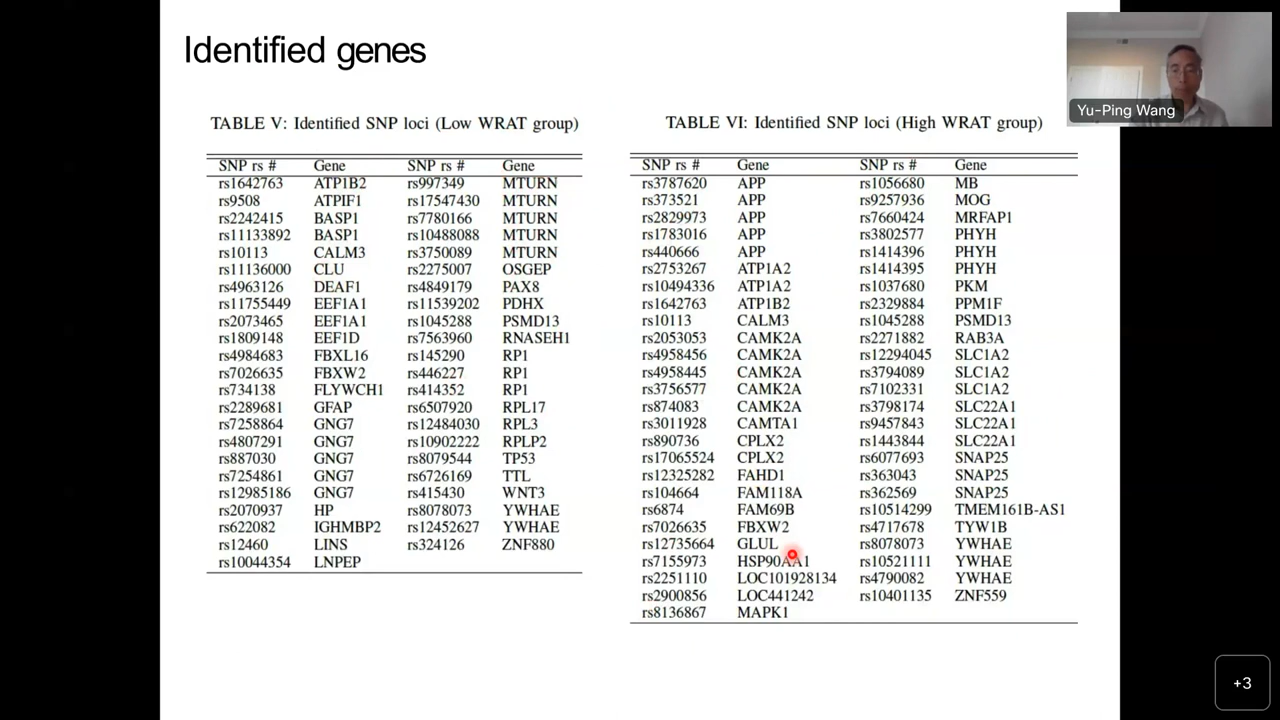 Identified genes
Yu-Ping Wang
TABLE V: Identified SNP loci (Low WRAT group)
SNP rs # Gene SNP rs # Gene
rs1642763 ATP1B2 rs997349 MTURN
rs9508 ATPIF1 rs17547430 MTURN
rs2242415 BASP1 rs7780166 MTURN
rs11133892 BASP1 rs10488088 MTURN
rs10113 CALM3 rs3750089 MTURN
rs11136000 CLU rs2275007 OSGEP
rs4963126 DEAF1 rs4849179 PAX8
rs11755449 EEF1A1 rs11539202 PDHX
rs2073465 EEF1A1 rs1045288 PSMD13
rs1809148 EEF1D rs7563960 RNASEH1
rs4984683 FBXL16 rs145290 RP1
rs7026635 FBXW2 rs446227 RP1
rs734138 FLYWCH1 rs414352 RP1
rs2289681 GFAP rs6507920 RPL17
rs7258864 GNG7 rs12484030 RPL3
rs4807291 GNG7 rs10902222 RPLP2
rs887030 GNG7 rs8079544 TP53
rs7254861 GNG7 rs6726169 TTL
rs12985186 GNG7 rs415430 WNT3
rs2070937 HP rs8078073 YWHAE
rs622082 IGHMBP2 rs12452627 YWHAE
rs12460 LINS rs324126 ZNF880
rs10044354 LNPEP
TABLE VI: Identified SNP loci (High WRAT group)
SNP rs # Gene SNP rs # Gene
rs3787620 APP rs1056680 MB
rs373521 APP rs9257936 MOG
rs2829973 APP rs7660424 MRFAP1
rs1783016 APP rs3802577 PHYH
rs440666 APP rs1414396 PHYH
rs2753267 ATP1A2 rs1414395 PHYH
rs10494336 ATP1A2 rs1037680 PKM
rs1642763 ATP1B2 rs2329884 PPM1F
rs10113 CALM3 rs1045288 PSMD13
rs2053053 CAMK2A rs2271882 RAB3A
rs4958456 CAMK2A rs12294045 SLC1A2
rs4958445 CAMK2A rs3794089 SLC1A2
rs3756577 CAMK2A rs7102331 SLC1A2
rs874083 CAMK2A rs3798174 SLC22A1
rs3011928 CAMTA1 rs9457843 SLC22A1
rs890736 CPLX2 rs1443844 SLC22A1
rs17065524 CPLX2 rs6077693 SNAP25
rs12325282 FAHD1 rs363043 SNAP25
rs104664 FAM118A rs362569 SNAP25
rs6874 FAM69B rs10514299 TMEM161B-AS1
rs7026635 FBXW2 rs4717678 TYW1B
rs12735664 GLUL rs8078073 YWHAE
rs7155973 HSP90AA1 rs10521111 YWHAE
rs2251110 LOC101928134 rs4790082 YWHAE
rs2900856 LOC441242 rs10401135 ZNF559
rs8136867 MAPK1
+3